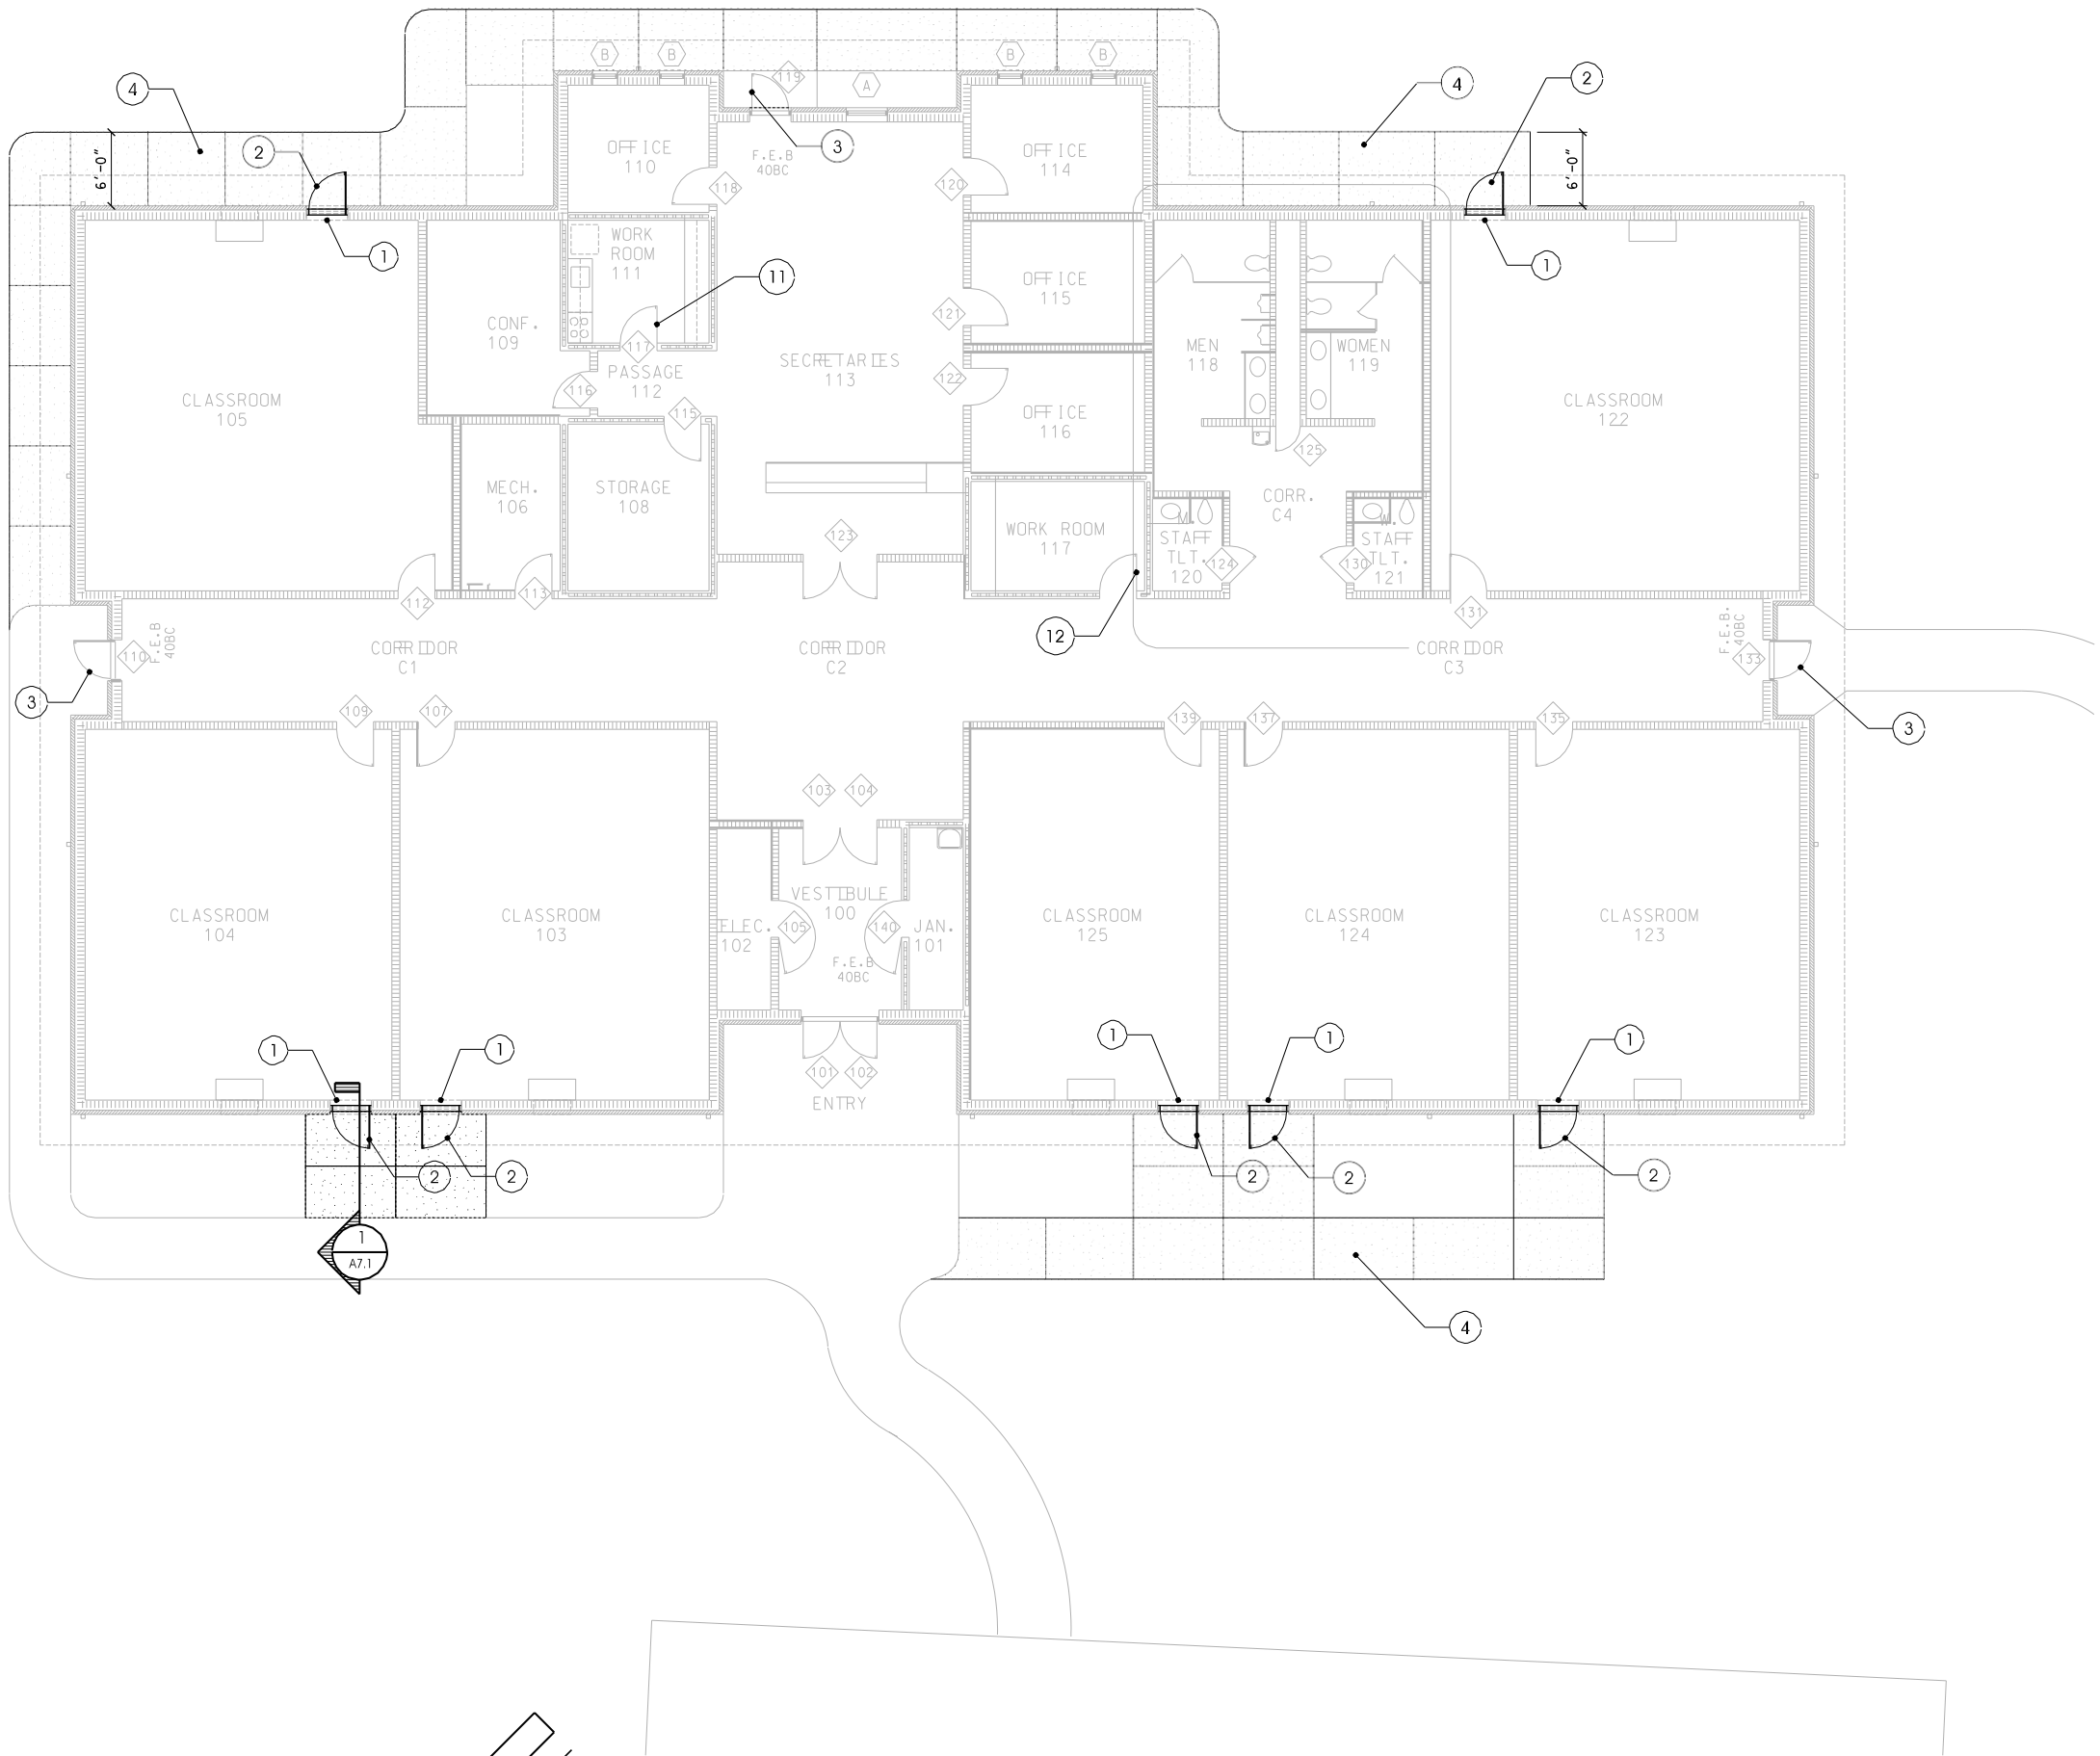 B
B
B
B
119
A
4
4
2
2
3
6'-0"
6'-0"
OFFICE
110
F.E.B
40BC
OFFICE
114
118
120
1
1
WORK
ROOM
111
11
OFFICE
115
CONF.
109
117
121
MEN
118
WOMEN
119
SECRETARIES
113
PASSAGE
112
116
122
CLASSROOM
105
CLASSROOM
122
115
OFFICE
116
125
MECH.
106
STORAGE
108
CORR.
C4
WORK ROOM
117
123
M.
STAFF
TLT.
120
W.
STAFF
TLT.
121
124
130
112
113
131
12
F.E.B
40BC
F.E.B.
40BC
110
CORRIDOR
C1
CORRIDOR
C2
CORRIDOR
C3
133
3
3
109
107
139
137
135
103
104
VESTIBULE
100
CLASSROOM
104
CLASSROOM
103
ELEC.
102
105
140
JAN.
101
F.E.B
40BC
CLASSROOM
125
CLASSROOM
124
CLASSROOM
123
1
1
1
1
1
101
102
ENTRY
2
2
2
2
2
1
A7.1
4